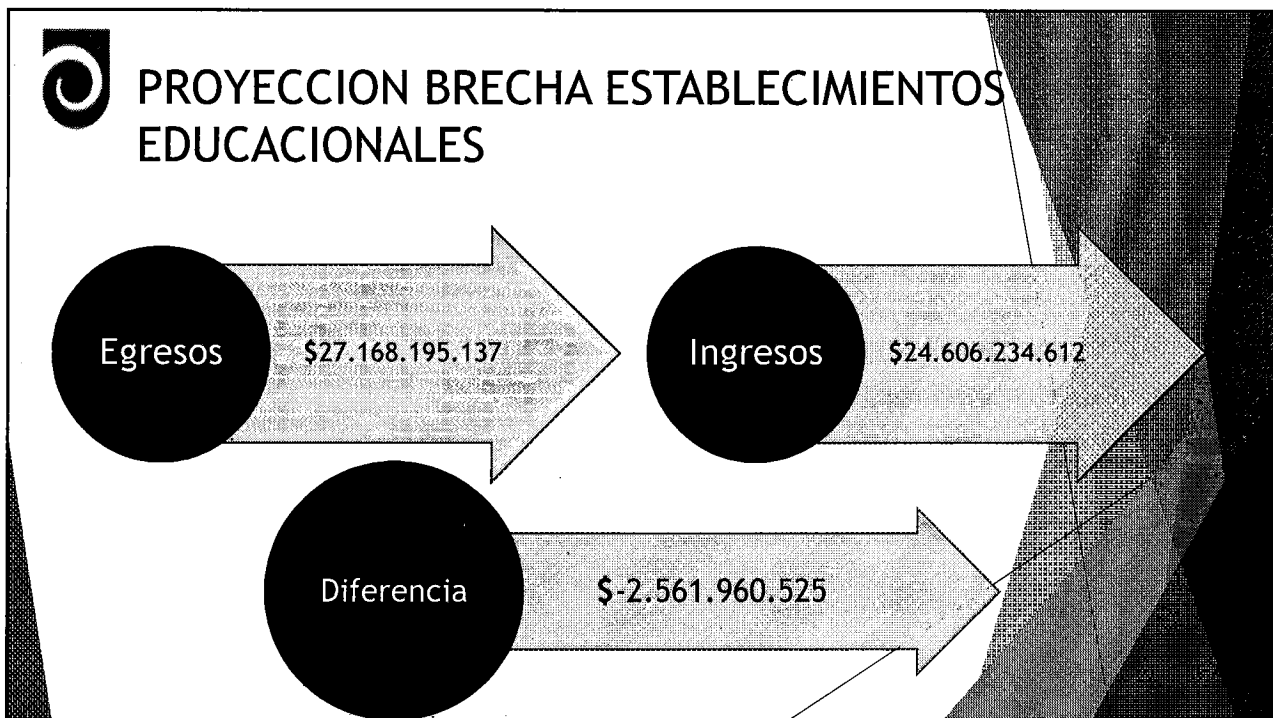 PROYECCION BRECHA ESTABLECIMIENTOS
EDUCACIONALES
Egresos
$27.168.195.137
Ingresos
$24.606.234.612
Diferencia
$-2.561.960.525